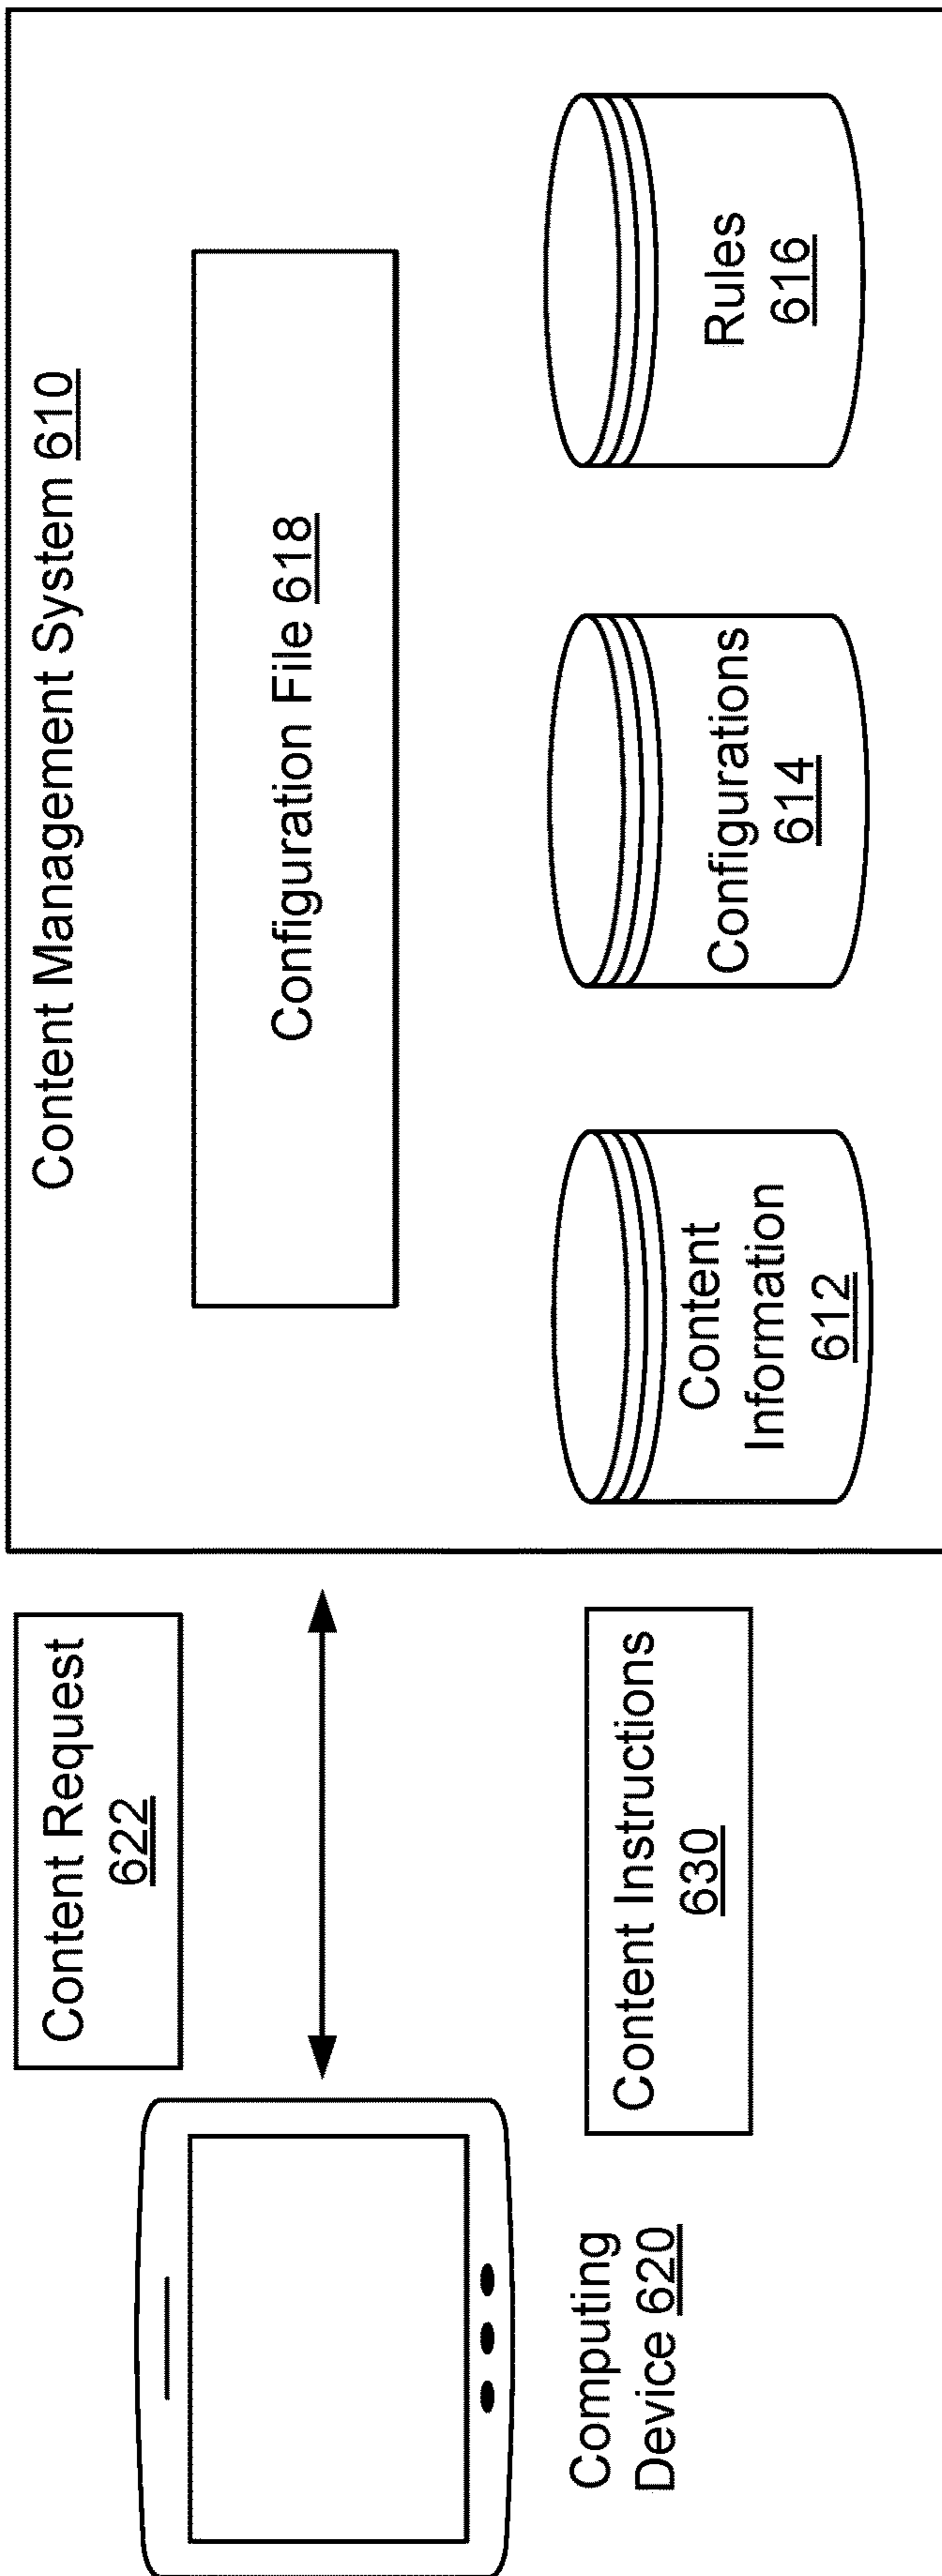 Content Management System 610
Configuration File 618
Content
Information
612
Configurations
614
Rules
616
Content Request
622
Content Instructions
630
Computing
Device 620